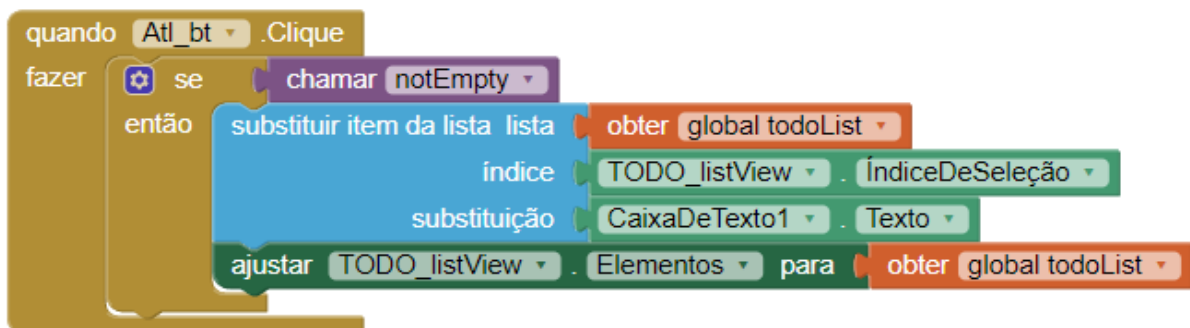 quando Atl_bt .Clique
fazer se chamar notEmpty
então substituir item da lista lista obter global todoList
índice TODO_listView . ÍndiceDeSeleção
substituição CaixaDeTexto1 . Texto
ajustar TODO_listView . Elementos para obter global todoList